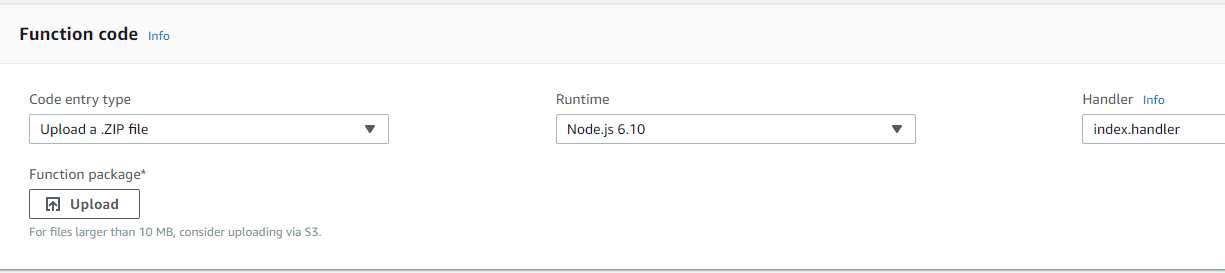 Function code Info
Code entry type Runtime Handler Info
Upload a .ZIP file Node.js 6.10 index.handler
Function package*
Upload
For files larger than 10 MB, consider uploading via S3.